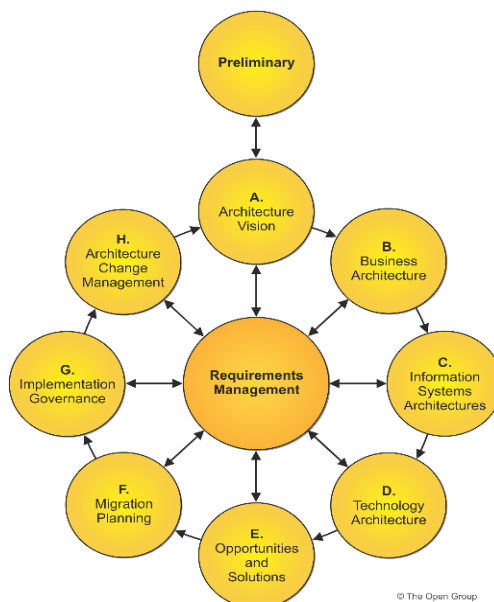 Preliminary
A.
Architecture
Vision
B.
Business
Architecture
C.
Information
Systems
Architectures
D.
Technology
Architecture
E.
Opportunities
and
Solutions
F.
Migration
Planning
G.
Implementation
Governance
H.
Architecture
Change
Management
Requirements
Management
© The Open Group